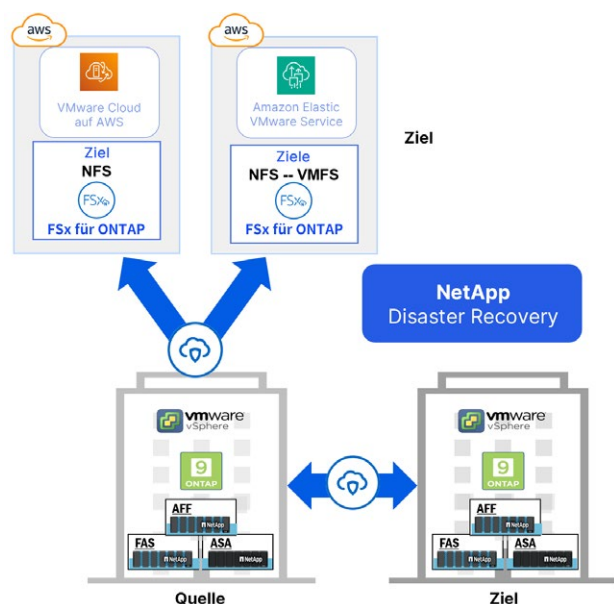 aws
VMware Cloud
auf AWS
Ziel
NFS
FSx
FSx für ONTAP
aws
Amazon Elastic
VMware Service
Ziele
NFS -- VMFS
FSx
FSx für ONTAP
Ziel
NetApp
Disaster Recovery
vmware
vSphere
9
ONTAP
AFF
NetApp
FAS
NetApp
ASA
NetApp
Quelle
vmware
vSphere
9
ONTAP
AFF
NetApp
FAS
NetApp
ASA
NetApp
Ziel